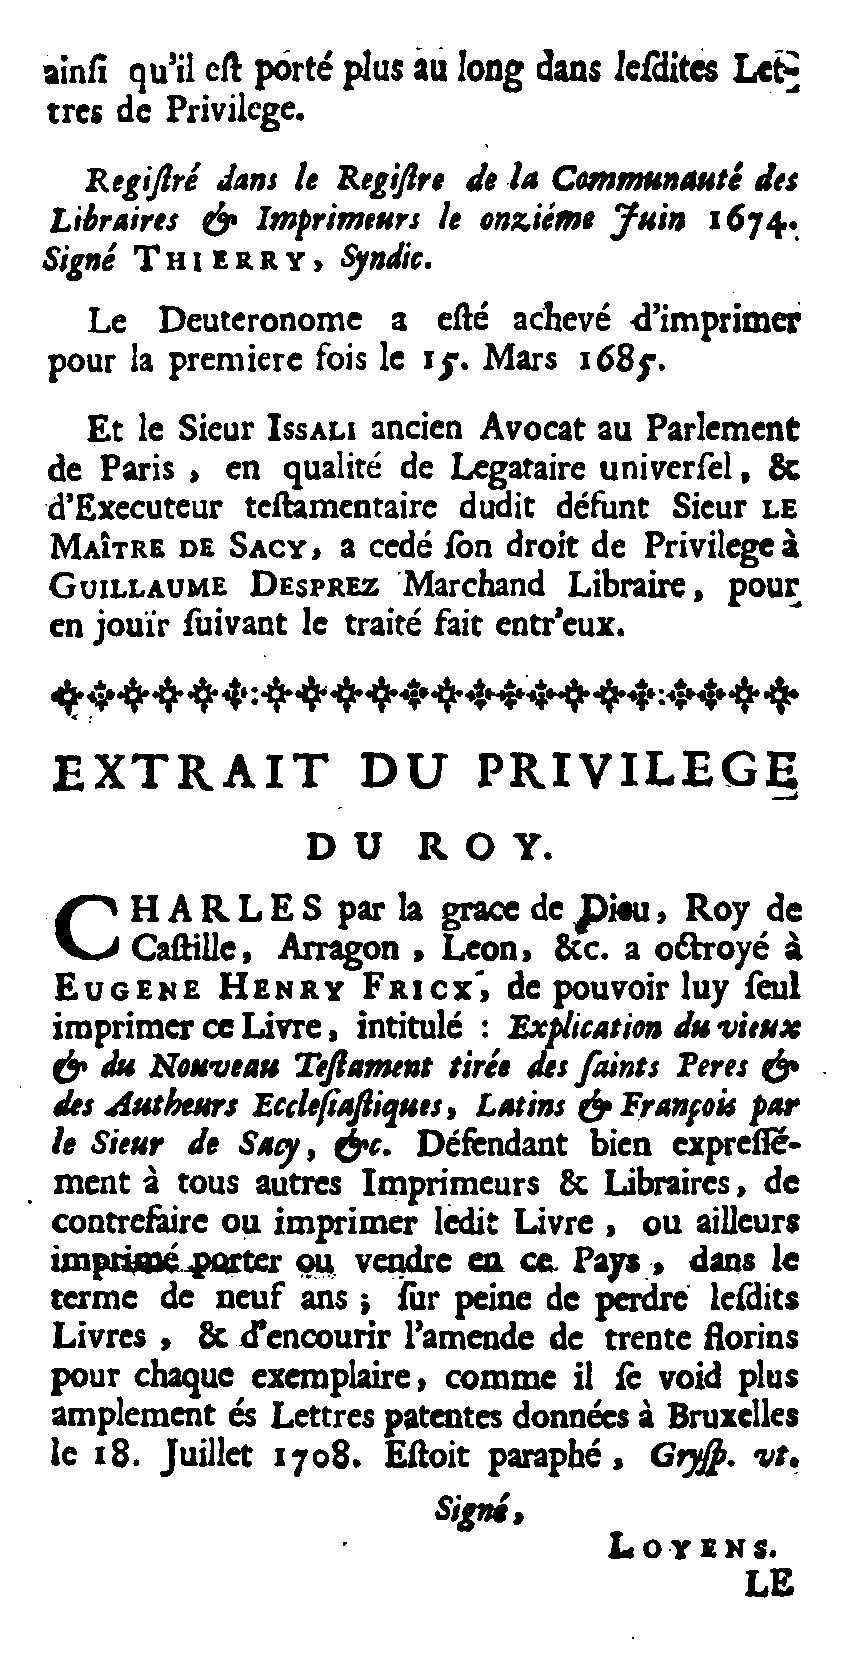 ainſi qu'il eſt porté plus au long dans leſdites Let-
tres de Privilege.
Regiſtré dans le Regiſtre de la Communauté des
Libraires & Imprimeurs le onziéme Juin 1674.
Signé THIERRY, Syndic.
Le Deuteronome a eſté achevé d'imprimer
pour la premiere fois le 15. Mars 1685.
Et le Sieur ISSALI ancien Avocat au Parlement
de Paris, en qualité de Legataire univerſel, &
d'Executeur teſtamentaire dudit défunt Sieur LE
MAÎTRE DE SACY, a cedé ſon droit de Privilege à
GUILLAUME DESPREZ Marchand Libraire, pour
en jouïr ſuivant le traité fait entr'eux.
EXTRAIT DU PRIVILEGE
DU ROY.
CHARLES par la grace de Dieu, Roy de
Caſtille, Arragon, Leon, &c. a octroyé à
EUGENE HENRY FRICX, de pouvoir luy ſeul
imprimer ce Livre, intitulé : Explication du vieux
& du Nouveau Teſtament tirée des ſaints Peres &
des Autheurs Eccleſiaſtiques, Latins & François par
le Sieur de Sacy, &c. Défendant bien expreſſé-
ment à tous autres Imprimeurs & Libraires, de
contrefaire ou imprimer ledit Livre, ou ailleurs
imprimé porter ou vendre en ce Pays, dans le
terme de neuf ans ; ſur peine de perdre leſdits
Livres, & d'encourir l'amende de trente florins
pour chaque exemplaire, comme il ſe void plus
amplement és Lettres patentes données à Bruxelles
le 18. Juillet 1708. Eſtoit paraphé, Gryſp. vt.
Signé,
LOYENS.
LE